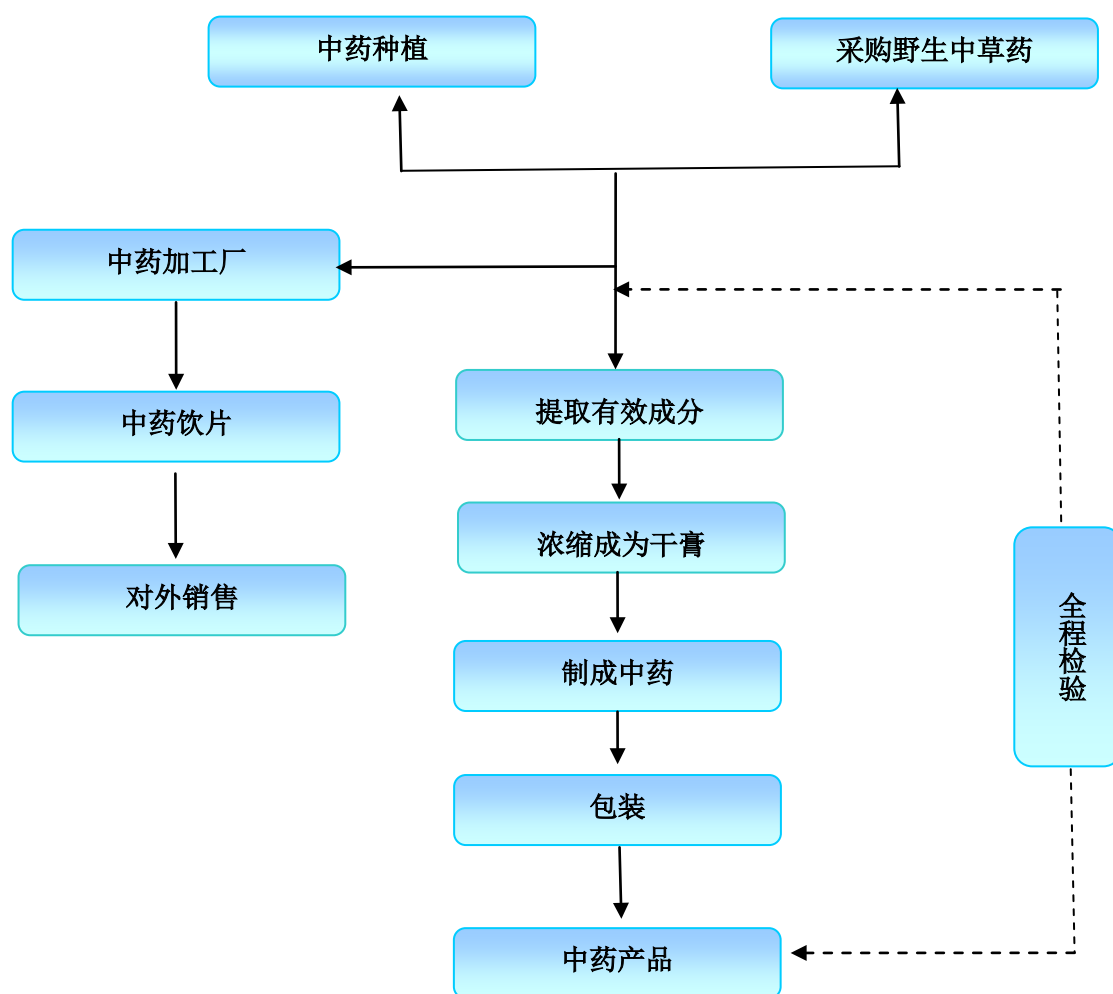 中药种植
采购野生中草药
中药加工厂
中药饮片
提取有效成分
浓缩成为干膏
对外销售
全程检验
制成中药
包装
中药产品